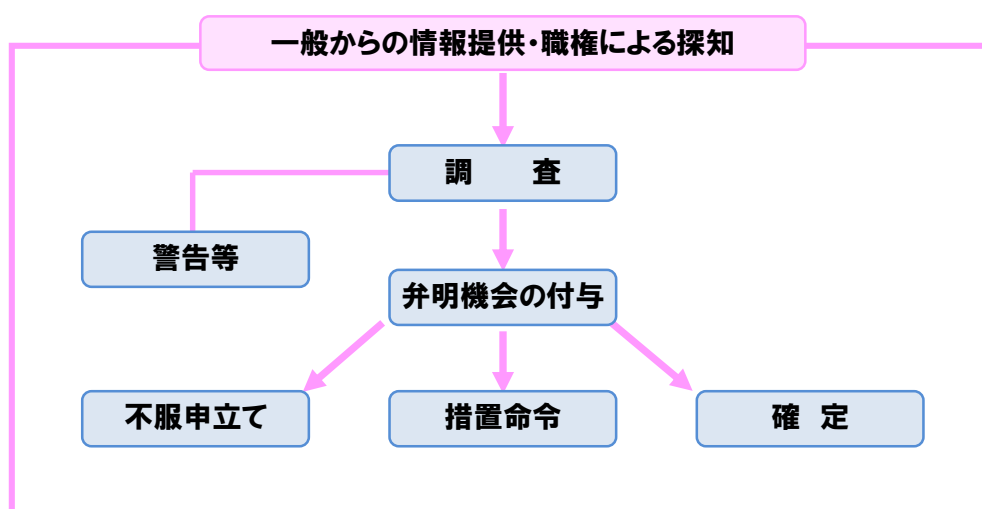 一般からの情報提供・職権による探知
調　　査
警告等
弁明機会の付与
不服申立て
措置命令
確　定